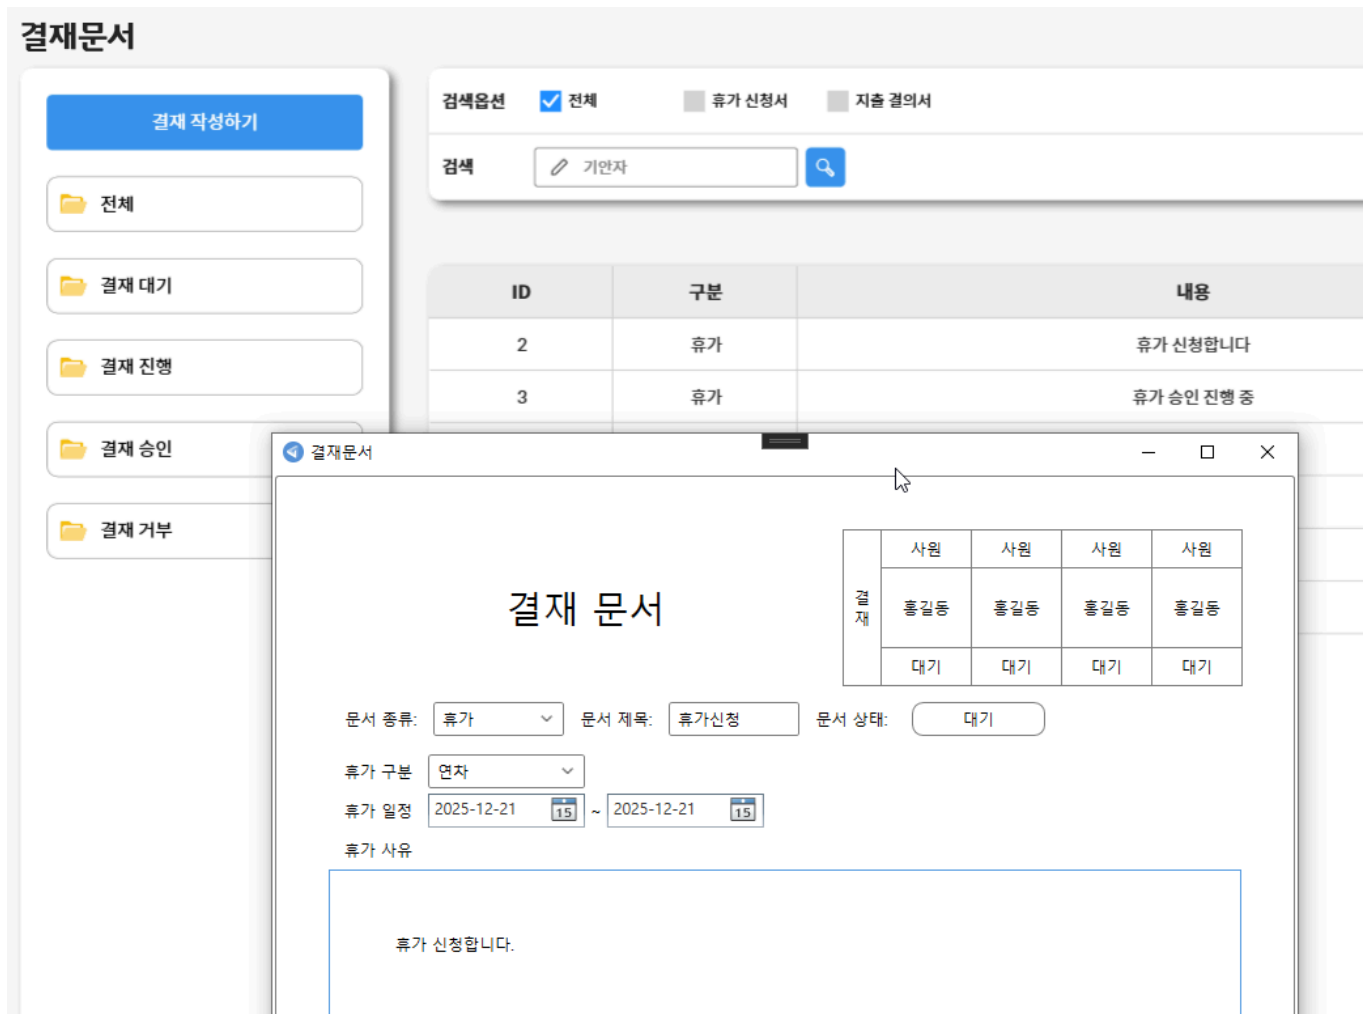 결재문서
결재 작성하기
전체
결재 대기
결재 진행
결재 승인
결재 거부
검색옵션 전체 휴가 신청서 지출 결의서
검색 기안자
ID 구분 내용
2 휴가 휴가 신청합니다
3 휴가 휴가 승인 진행 중
결재문서
결재 문서
결재
사원 사원 사원 사원
홍길동 홍길동 홍길동 홍길동
대기 대기 대기 대기
문서 종류: 휴가 문서 제목: 휴가신청 문서 상태: 대기
휴가 구분 연차
휴가 일정 2025-12-21 15 ~ 2025-12-21 15
휴가 사유
휴가 신청합니다.